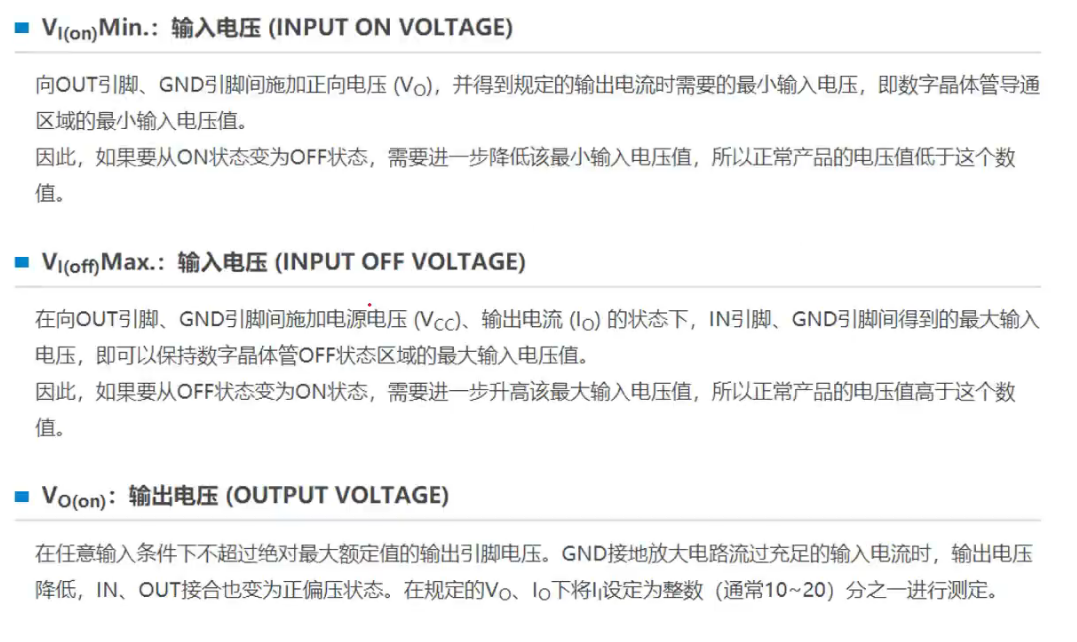 V_I(on)Min.：输入电压 (INPUT ON VOLTAGE)
向OUT引脚、GND引脚间施加正向电压 (V_O)，并得到规定的输出电流时需要的最小输入电压，即数字晶体管导通
区域的最小输入电压值。
因此，如果要从ON状态变为OFF状态，需要进一步降低该最小输入电压值，所以正常产品的电压值低于这个数
值。
V_I(off)Max.：输入电压 (INPUT OFF VOLTAGE)
在向OUT引脚、GND引脚间施加电源电压 (V_CC)、输出电流 (I_O) 的状态下，IN引脚、GND引脚间得到的最大输入
电压，即可以保持数字晶体管OFF状态区域的最大输入电压值。
因此，如果要从OFF状态变为ON状态，需要进一步升高该最大输入电压值，所以正常产品的电压值高于这个数
值。
V_O(on)：输出电压 (OUTPUT VOLTAGE)
在任意输入条件下不超过绝对最大额定值的输出引脚电压。GND接地放大电路流过充足的输入电流时，输出电压
降低，IN、OUT接合也变为正偏压状态。在规定的V_O、I_O下将I_I设定为整数（通常10~20）分之一进行测定。